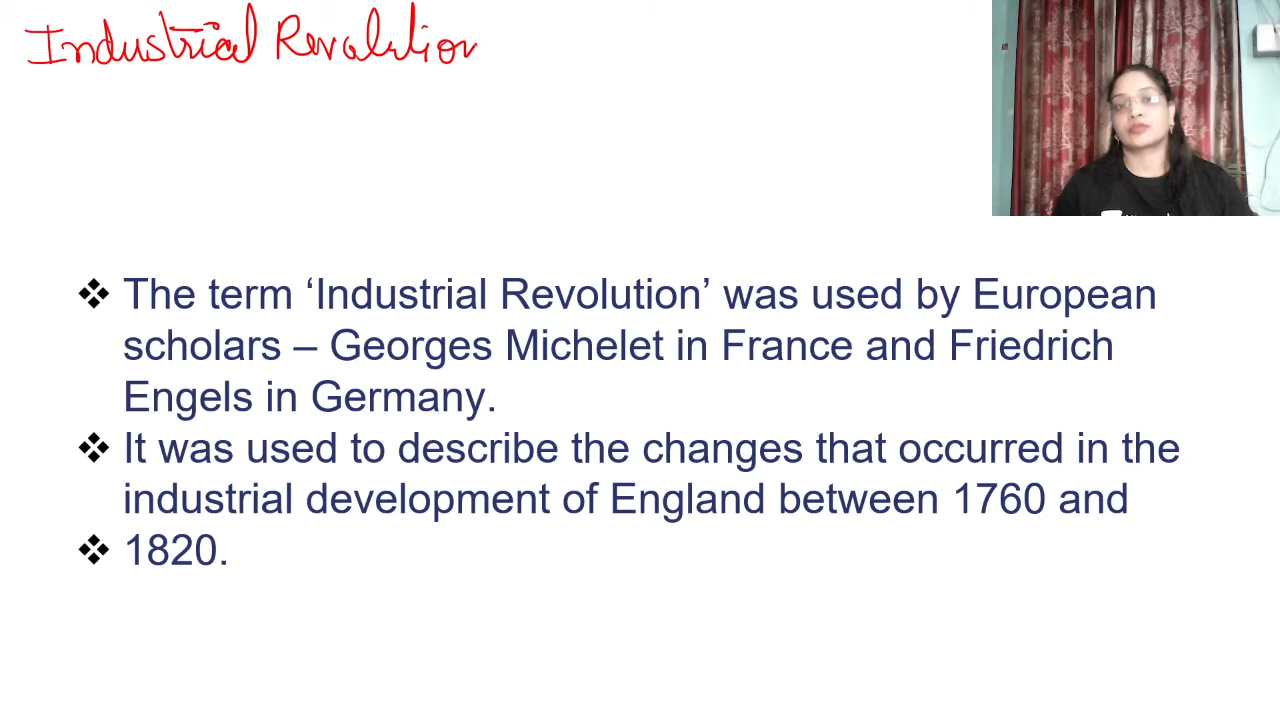 Industrial Revolution
❖ The term ‘Industrial Revolution’ was used by European
scholars – Georges Michelet in France and Friedrich
Engels in Germany.
❖ It was used to describe the changes that occurred in the
industrial development of England between 1760 and
❖ 1820.